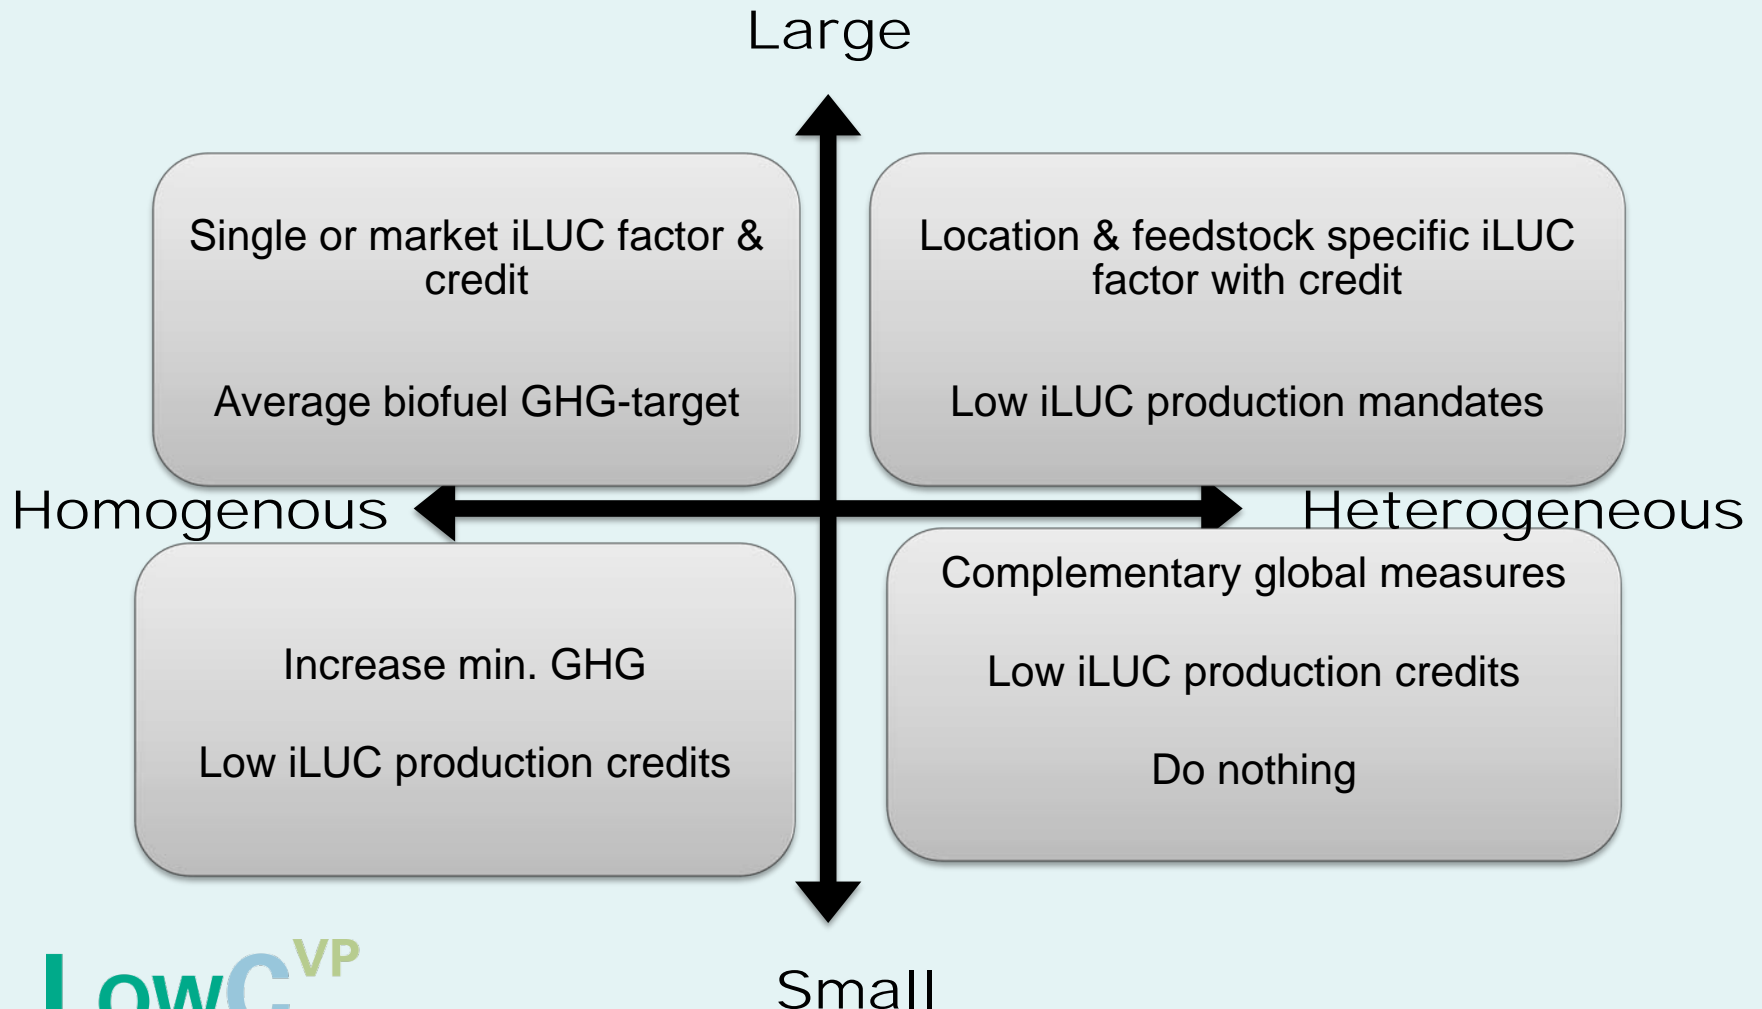 Large
Single or market iLUC factor &
credit
Average biofuel GHG-target
Location & feedstock specific iLUC
factor with credit
Low iLUC production mandates
Homogenous
Heterogeneous
Increase min. GHG
Low iLUC production credits
Complementary global measures
Low iLUC production credits
Do nothing
LowCVP
Small